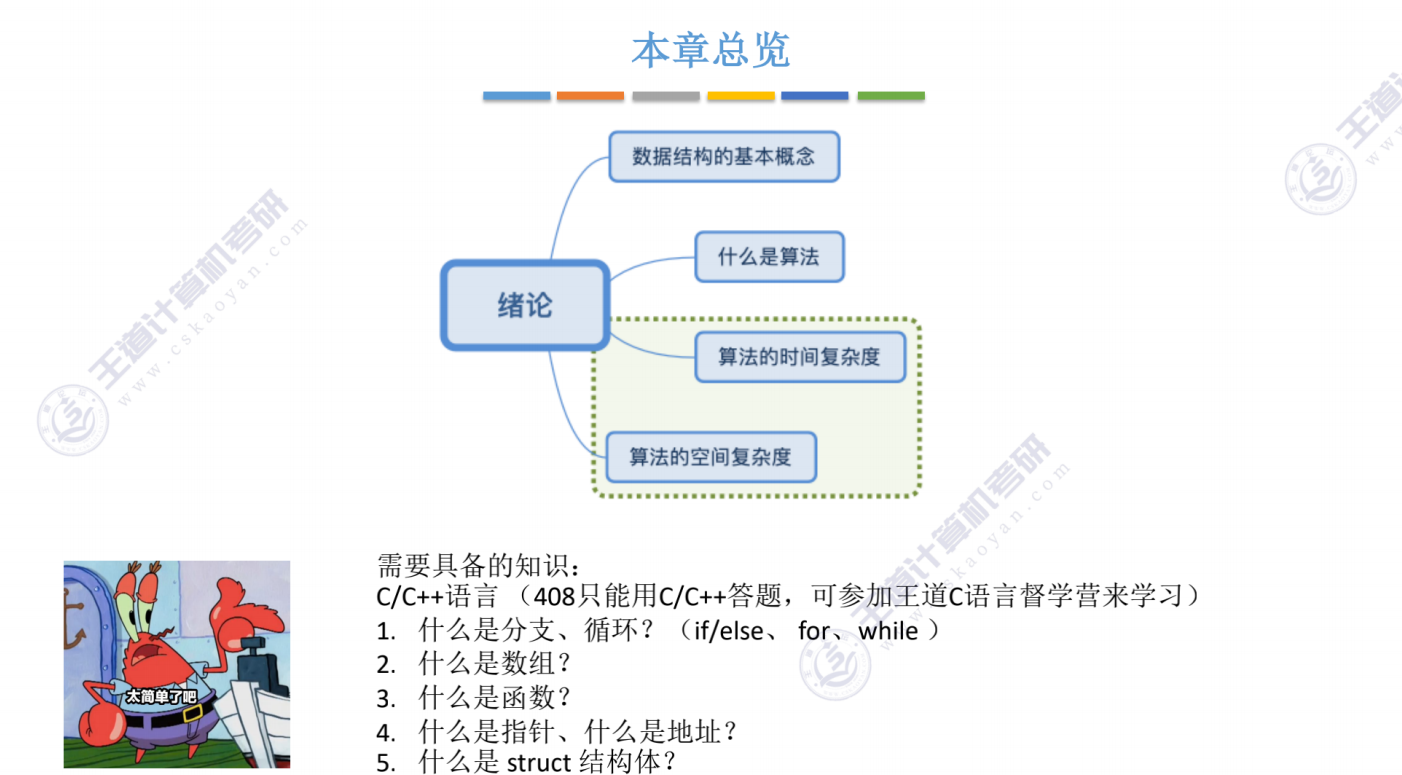 本章总览
数据结构的基本概念
什么是算法
绪论
算法的时间复杂度
算法的空间复杂度
需要具备的知识：
C/C++语言 （408只能用C/C++答题，可参加王道C语言督学营来学习）
1. 什么是分支、循环？（if/else、 for、while ）
2. 什么是数组？
3. 什么是函数？
4. 什么是指针、什么是地址？
5. 什么是 struct 结构体？
太简单了吧
王道计算机考研
www.cskaoyan.com
王道计算机考研
www.cskaoyan.com
王道
www